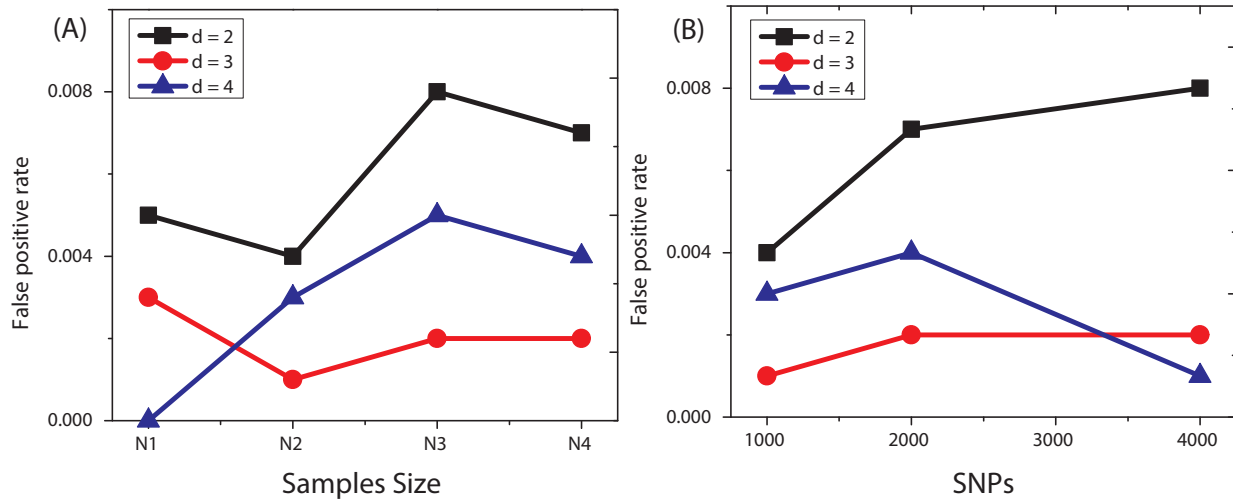 (A)
d = 2
d = 3
d = 4
0.008
0.004
0.000
False positive rate
N1 N2 N3 N4
Samples Size
(B)
d = 2
d = 3
d = 4
0.008
0.004
0.000
False positive rate
1000 2000 3000 4000
SNPs